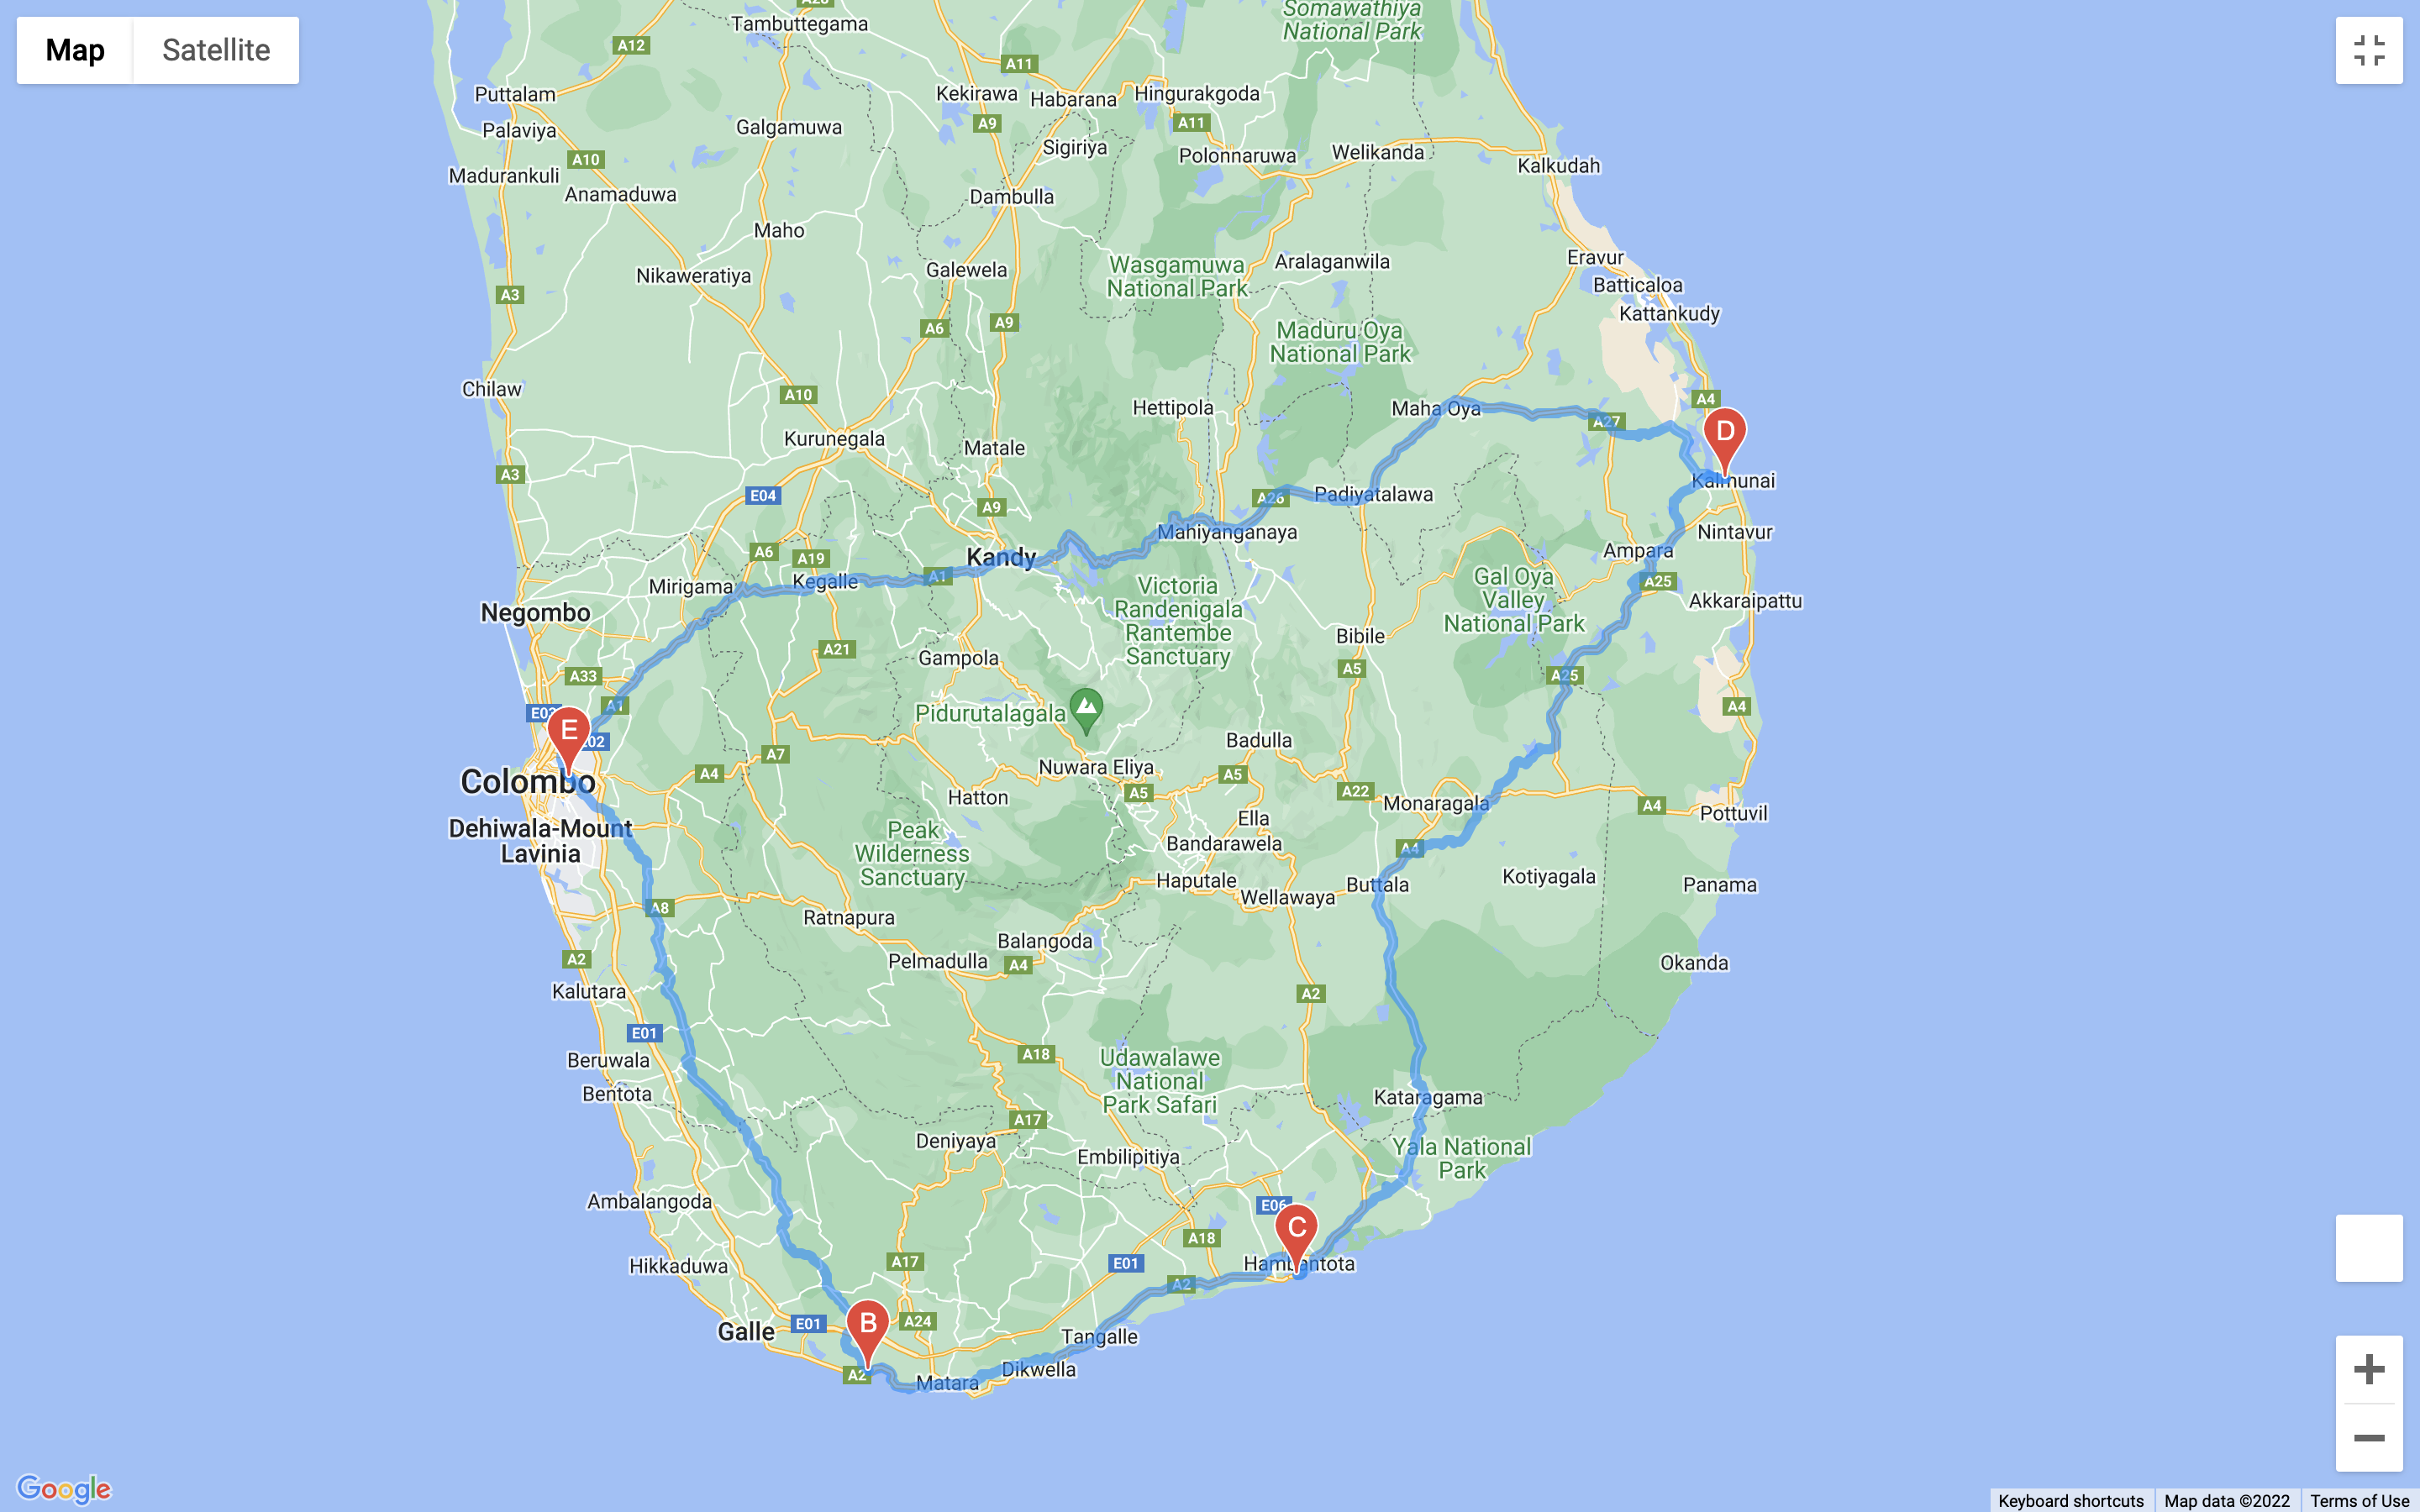 Map
Satellite
Somawathiya
National Park
A28
Tambuttegama
A12
A11
Puttalam
Kekirawa
Habarana
Hingurakgoda
Palaviya
Galgamuwa
A9
A11
A10
Sigiriya
Polonnaruwa
Welikanda
Kalkudah
Madurankuli
Anamaduwa
Dambulla
Maho
Nikaweratiya
Galewela
Wasgamuwa
National Park
Aralaganwila
Eravur
Batticaloa
A3
Kattankudy
A6
A9
Maduru Oya
National Park
Chilaw
A10
Hettipola
Maha Oya
A4
A27
D
Kurunegala
Matale
A3
E04
A9
A26
Padiyatalawa
Kalmunai
Mahiyanganaya
Nintavur
A6
A19
Kandy
Ampara
Mirigama
Kegalle
A1
Victoria
Randenigala
Rantembe
Sanctuary
Gal Oya
Valley
National Park
A25
Akkaraipattu
Negombo
A21
Gampola
Bibile
A33
A5
A25
A1
E03
E
E02
Pidurutalagala
A4
Colombo
A4
A7
Nuwara Eliya
Badulla
A5
Hatton
A5
A22
Monaragala
A4
Pottuvil
Dehiwala-Mount
Lavinia
Peak
Wilderness
Sanctuary
Ella
Bandarawela
A4
Haputale
Wellawaya
Buttala
Kotiyagala
Panama
A8
Ratnapura
Balangoda
A2
Pelmadulla
A4
Okanda
Kalutara
A2
E01
Beruwala
A18
Udawalawe
National
Park Safari
Bentota
Kataragama
A17
Deniyaya
Embilipitiya
Yala National
Park
Ambalangoda
E06
C
A18
Hikkaduwa
A17
E01
Hambantota
A2
Galle
E01
B
A24
Tangalle
A2
Matara
Dikwella
Google
Keyboard shortcuts
Map data ©2022
Terms of Use